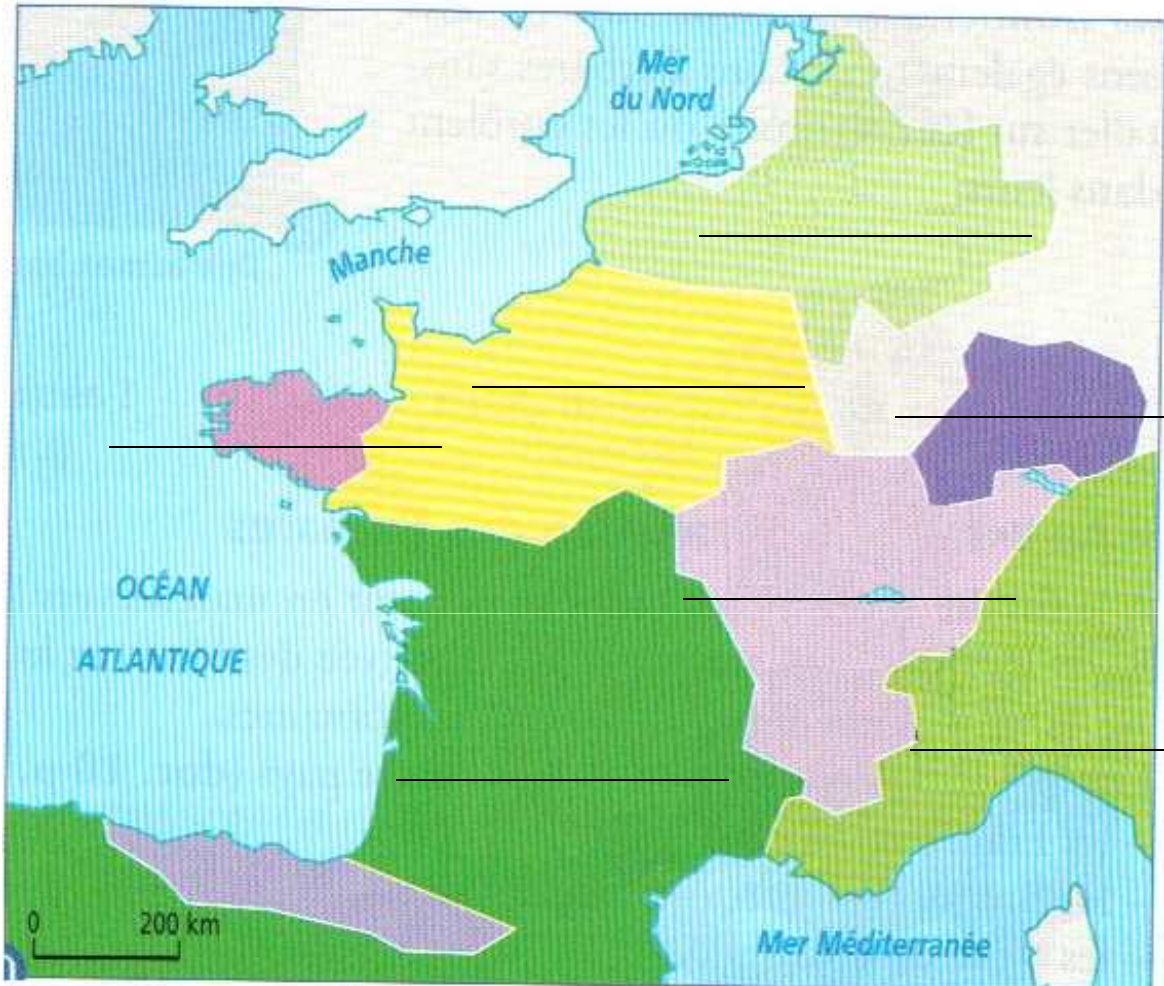 Mer
du Nord
Manche
OCÉAN
ATLANTIQUE
Mer Méditerranée
0 200 km